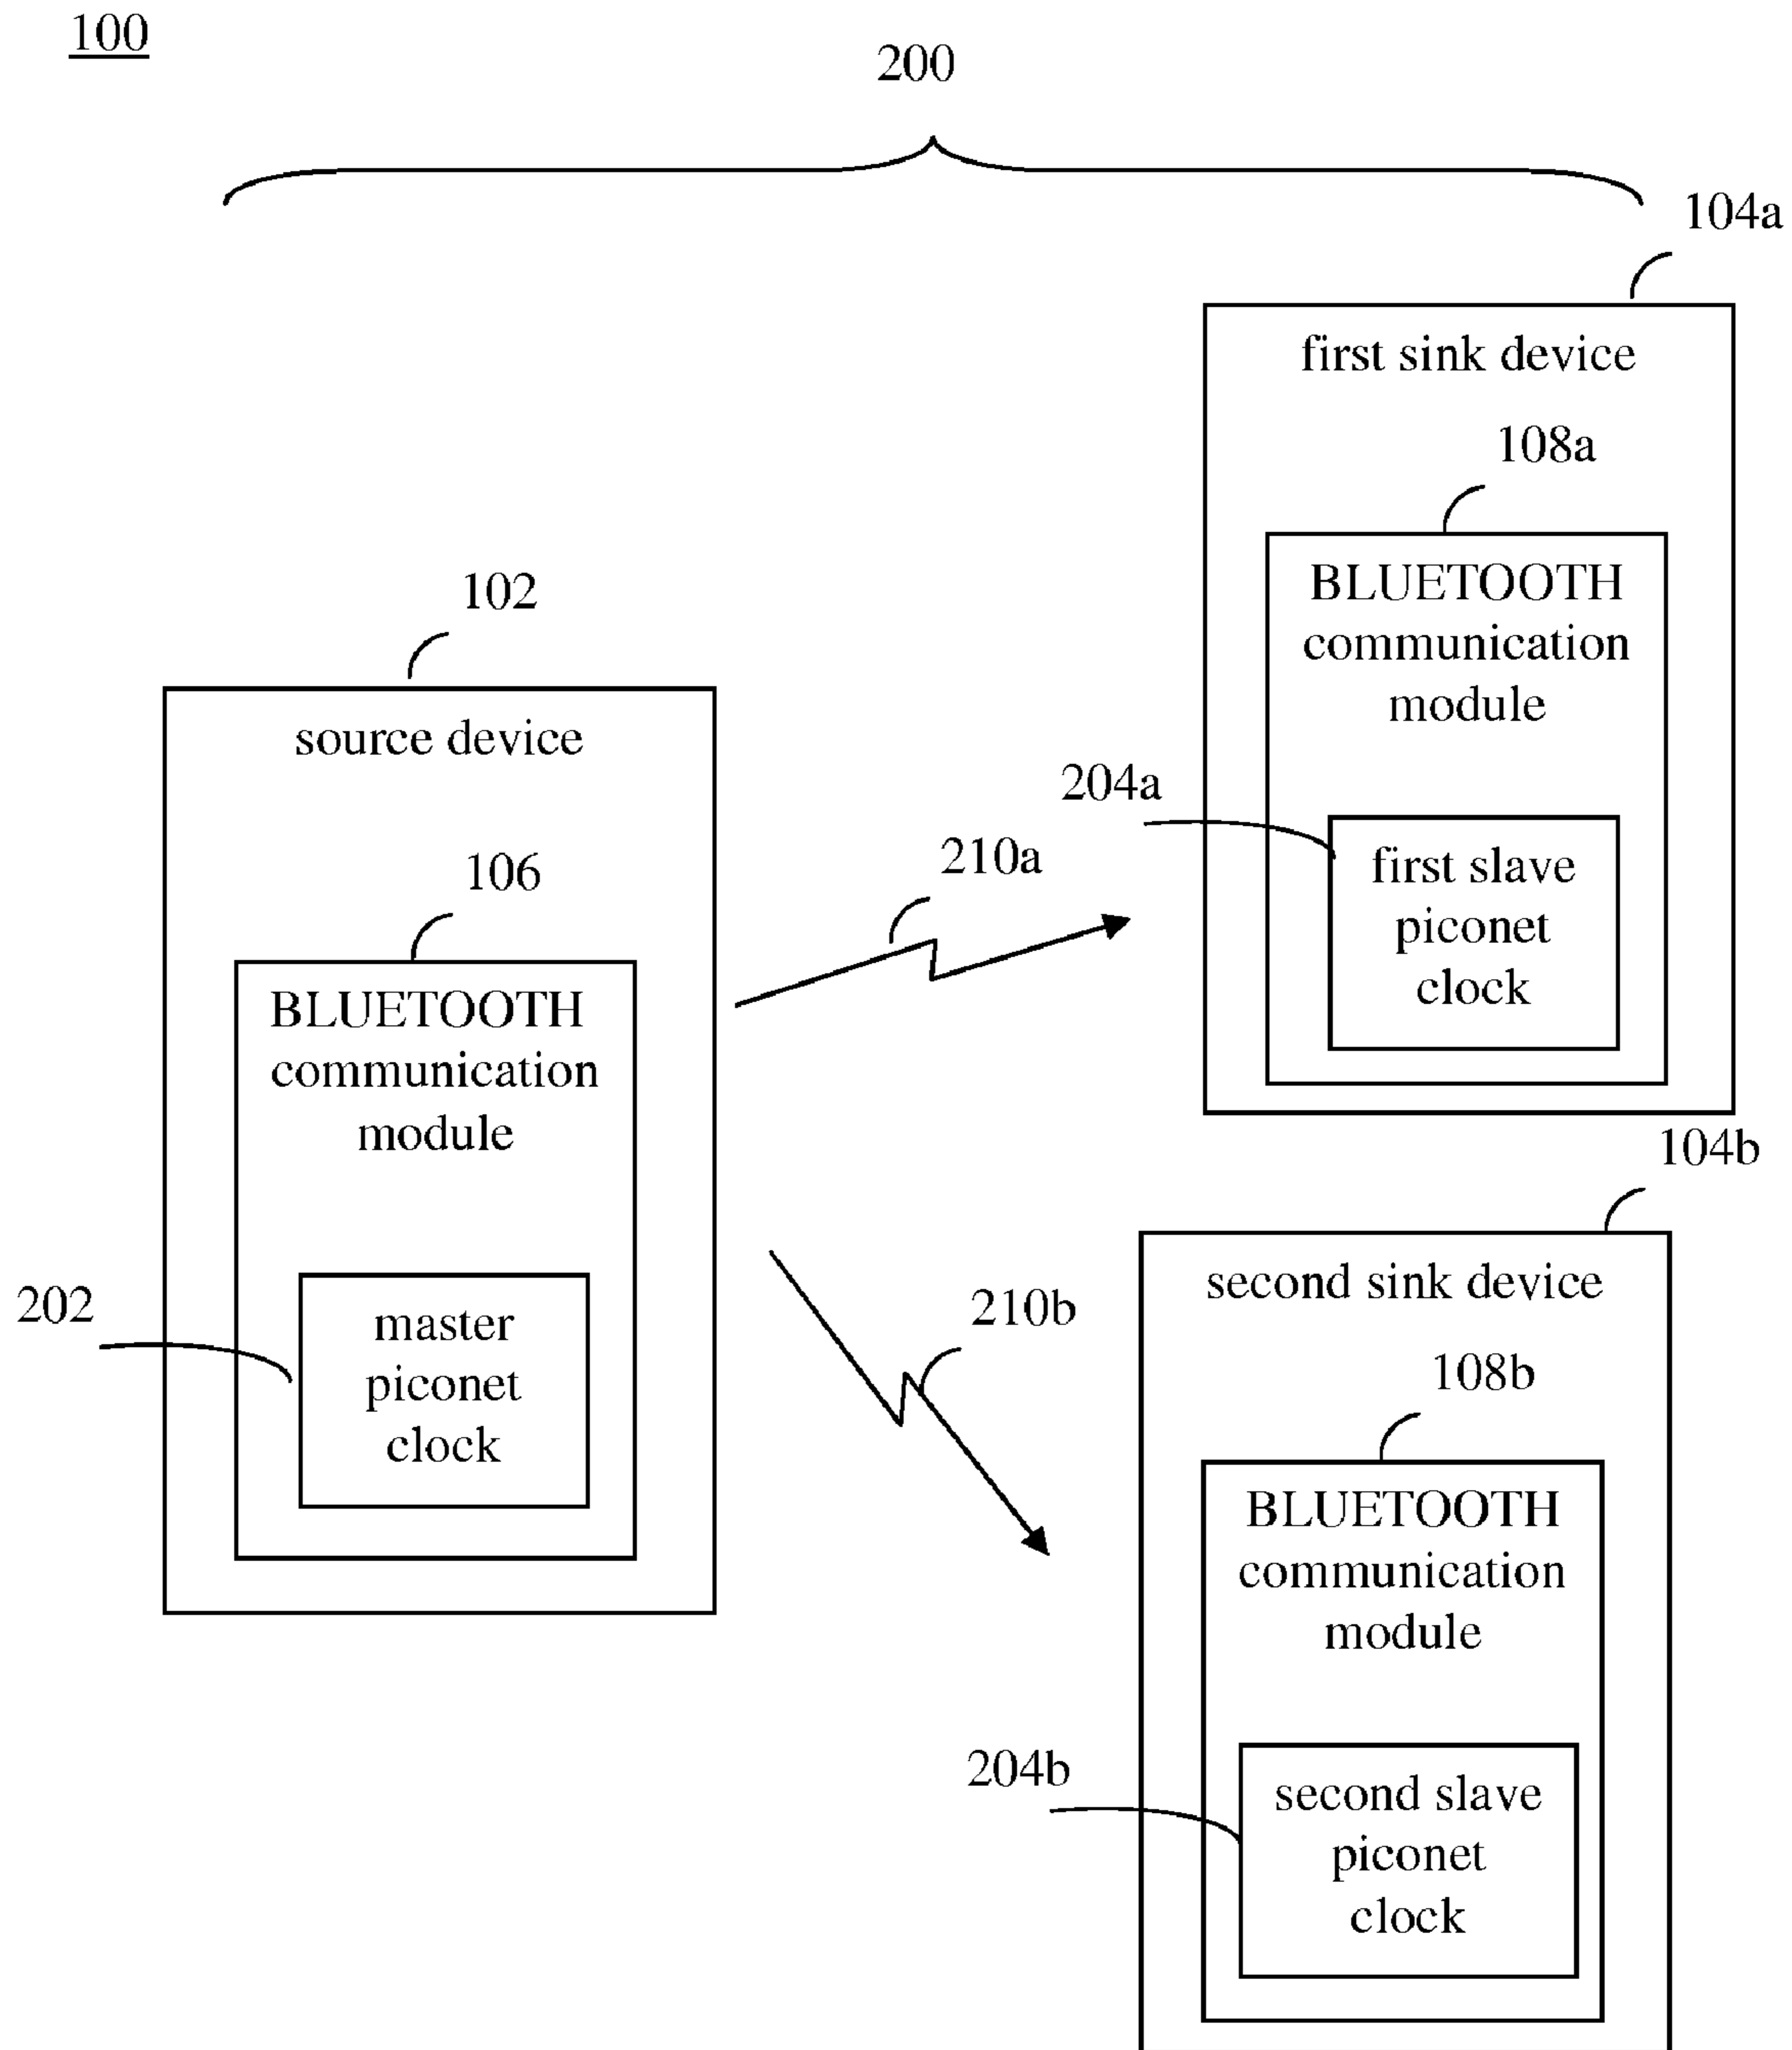 100
200
104a
first sink device
108a
BLUETOOTH
communication
module
204a
first slave
piconet
clock
102
source device
106
BLUETOOTH
communication
module
202
master
piconet
clock
210a
210b
104b
second sink device
108b
BLUETOOTH
communication
module
204b
second slave
piconet
clock